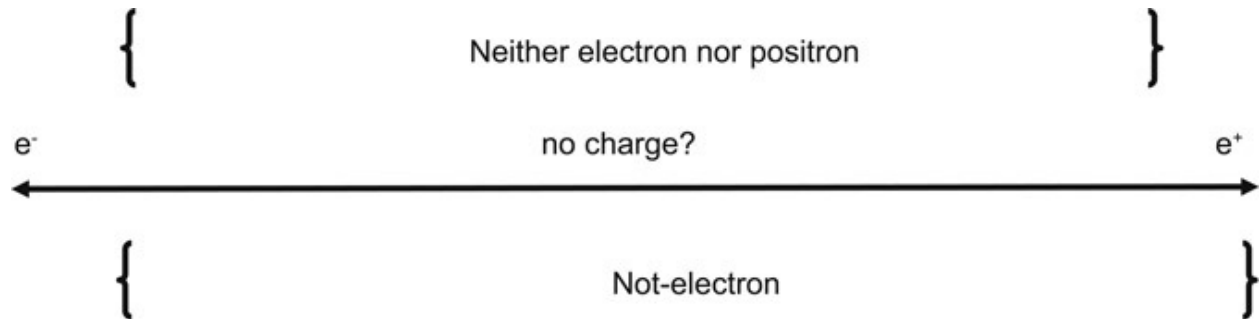 { Neither electron nor positron }
e⁻ no charge? e⁺
{ Not-electron }